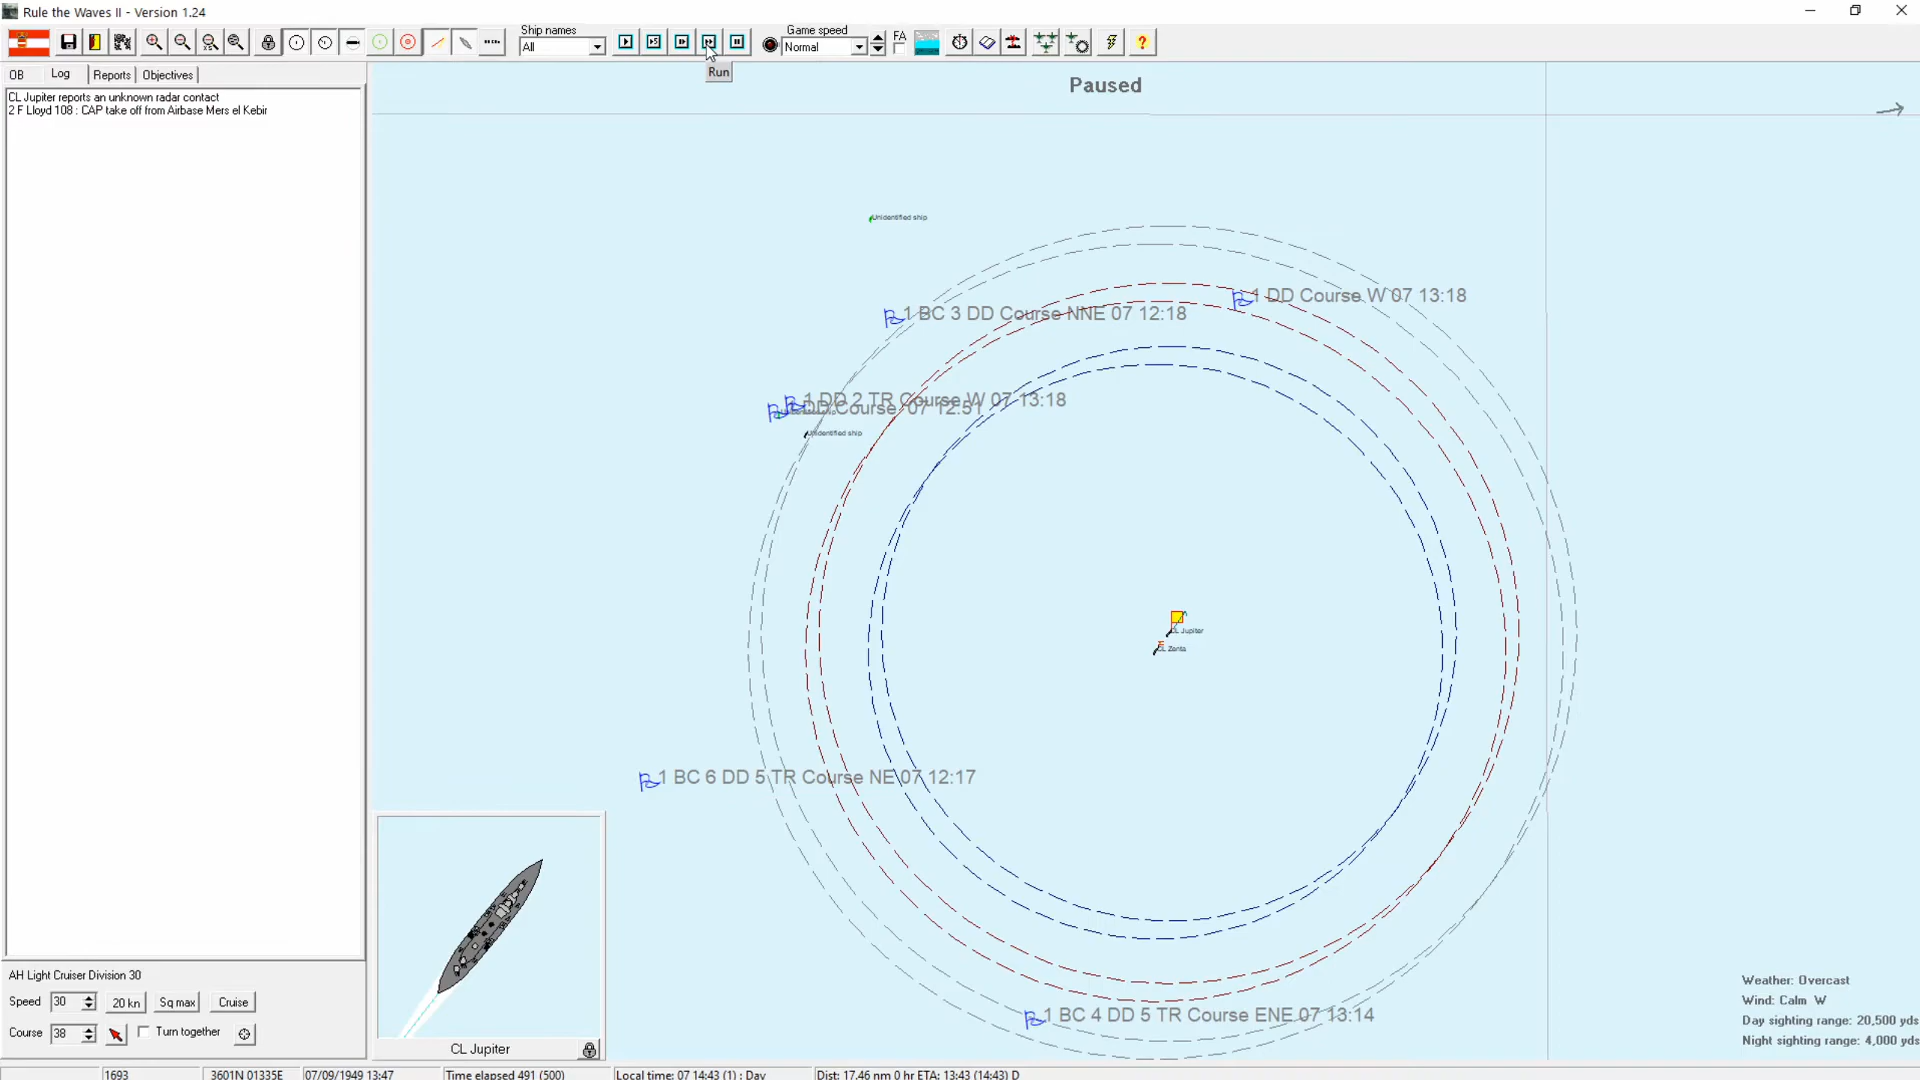 Rule the Waves II - Version 1.24
Ship names
All
Game speed
Normal
FA
Run
OB
Log
Reports
Objectives
CL Jupiter reports an unknown radar contact
2 F Lloyd 108 : CAP take off from Airbase Mers el Kebir
Paused
Unidentified ship
1 DD Course W 07 13:18
1 BC 3 DD Course NNE 07 12:18
1 DD 2 TR Course W 07 13:18
DD Course 07 12:51
Unidentified ship
CL Jupiter
CL Zenta
1 BC 6 DD 5 TR Course NE 07 12:17
1 BC 4 DD 5 TR Course ENE 07 13:14
AH Light Cruiser Division 30
Speed 30 20 kn Sq max Cruise
Course 38 Turn together
CL Jupiter
Weather: Overcast
Wind: Calm W
Day sighting range: 20,500 yds
Night sighting range: 4,000 yds
1693 3601N 01335E 07/09/1949 13:47 Time elapsed 491 (500) Local time: 07 14:43 (1) : Day Dist: 17.46 nm 0 hr ETA: 13:43 (14:43) D